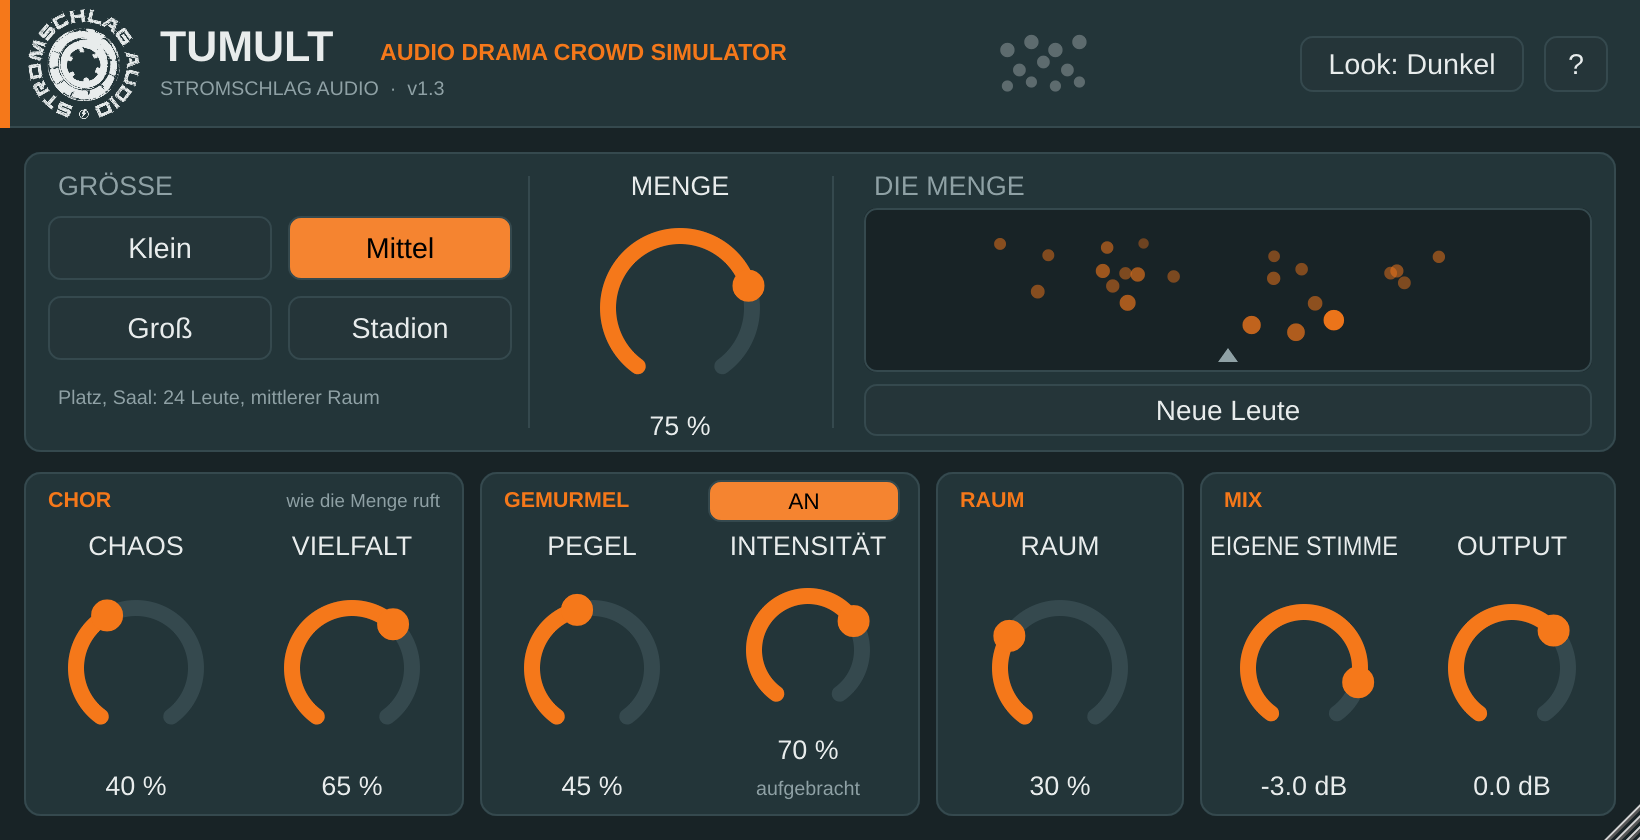 STROMSCHLAG AUDIO
TUMULT
AUDIO DRAMA CROWD SIMULATOR
STROMSCHLAG AUDIO · v1.3
Look: Dunkel
?
GRÖSSE
Klein
Mittel
Groß
Stadion
Platz, Saal: 24 Leute, mittlerer Raum
MENGE
75 %
DIE MENGE
Neue Leute
CHOR
wie die Menge ruft
CHAOS
VIELFALT
40 %
65 %
GEMURMEL
AN
PEGEL
INTENSITÄT
45 %
70 %
aufgebracht
RAUM
RAUM
30 %
MIX
EIGENE STIMME
OUTPUT
-3.0 dB
0.0 dB